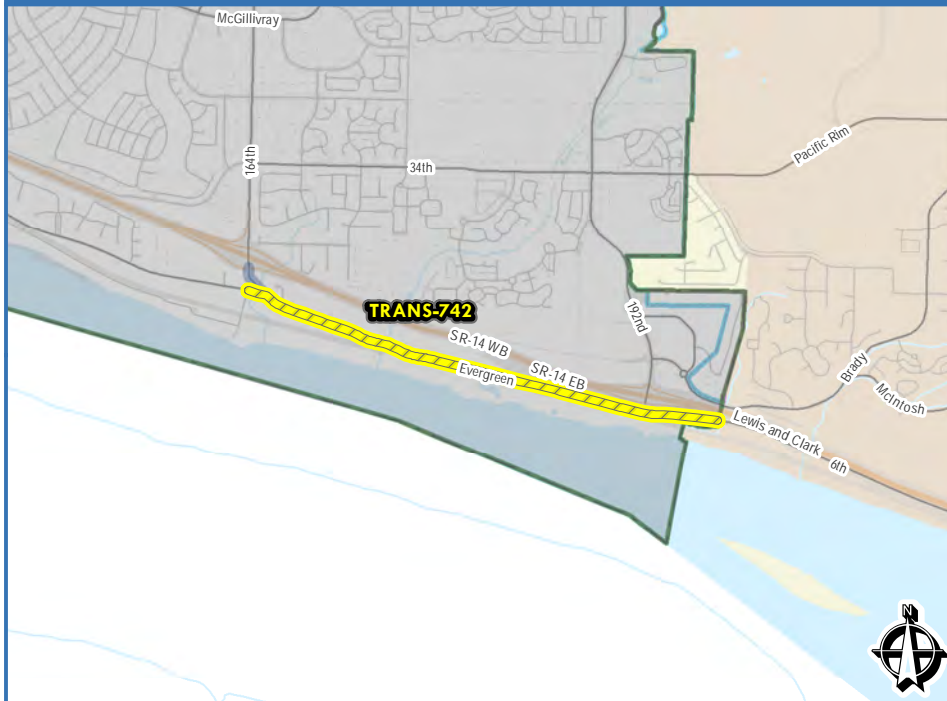 McGillivray
164th
34th
Pacific Rim
TRANS-742
192nd
SR-14 WB
SR-14 EB
Evergreen
Brady
McIntosh
Lewis and Clark
6th
N